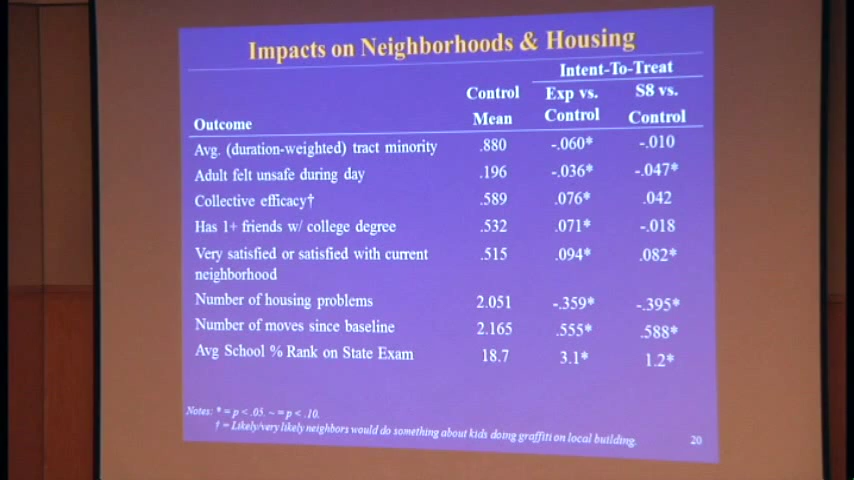 Impacts on Neighborhoods & Housing
Intent-To-Treat
Control Exp vs. S8 vs.
Outcome Mean Control Control
Avg. (duration-weighted) tract minority .880 -.060* -.010
Adult felt unsafe during day .196 -.036* -.047*
Collective efficacy† .589 .076* .042
Has 1+ friends w/ college degree .532 .071* -.018
Very satisfied or satisfied with current .515 .094* .082*
neighborhood
Number of housing problems 2.051 -.359* -.395*
Number of moves since baseline 2.165 .555* .588*
Avg School % Rank on State Exam 18.7 3.1* 1.2*
Notes: * = p < .05. ~ = p < .10.
† = Likely/very likely neighbors would do something about kids doing graffiti on local building.
20